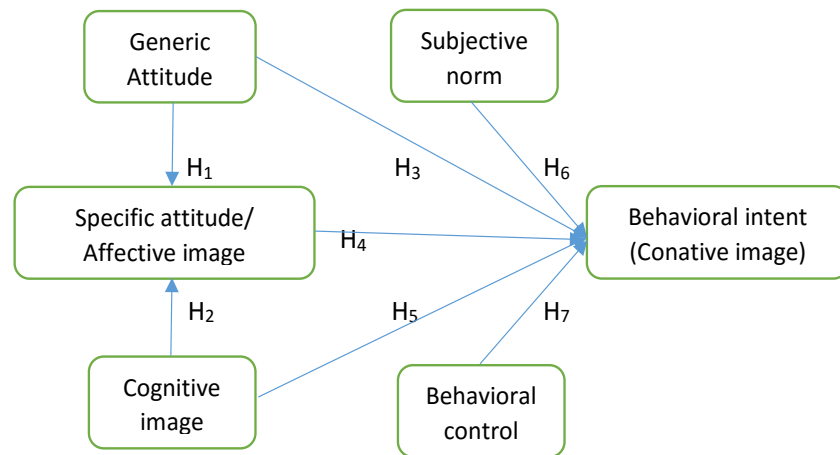 Generic
Attitude
Subjective
norm
H1
H3
H6
Specific attitude/
Affective image
H4
Behavioral intent
(Conative image)
H2
H5
H7
Cognitive
image
Behavioral
control